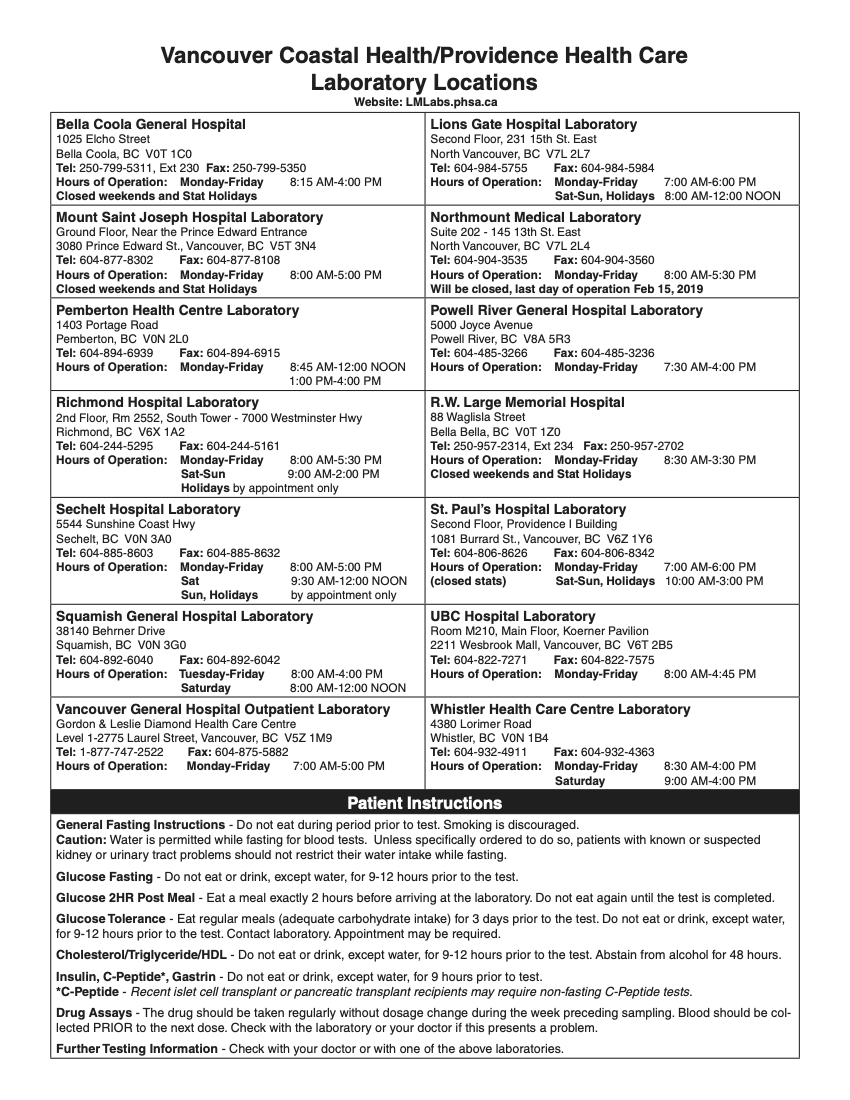 Vancouver Coastal Health/Providence Health Care
Laboratory Locations
Website: LMLabs.phsa.ca
Bella Coola General Hospital
1025 Elcho Street
Bella Coola, BC  V0T 1C0
Tel: 250-799-5311, Ext 230  Fax: 250-799-5350
Hours of Operation:  Monday-Friday  8:15 AM-4:00 PM
Closed weekends and Stat Holidays
Lions Gate Hospital Laboratory
Second Floor, 231 15th St. East
North Vancouver, BC  V7L 2L7
Tel: 604-984-5755  Fax: 604-984-5984
Hours of Operation:  Monday-Friday  7:00 AM-6:00 PM
Sat-Sun, Holidays  8:00 AM-12:00 NOON
Mount Saint Joseph Hospital Laboratory
Ground Floor, Near the Prince Edward Entrance
3080 Prince Edward St., Vancouver, BC  V5T 3N4
Tel: 604-877-8302  Fax: 604-877-8108
Hours of Operation:  Monday-Friday  8:00 AM-5:00 PM
Closed weekends and Stat Holidays
Northmount Medical Laboratory
Suite 202 - 145 13th St. East
North Vancouver, BC  V7L 2L4
Tel: 604-904-3535  Fax: 604-904-3560
Hours of Operation:  Monday-Friday  8:00 AM-5:30 PM
Will be closed, last day of operation Feb 15, 2019
Pemberton Health Centre Laboratory
1403 Portage Road
Pemberton, BC  V0N 2L0
Tel: 604-894-6939  Fax: 604-894-6915
Hours of Operation:  Monday-Friday  8:45 AM-12:00 NOON
1:00 PM-4:00 PM
Powell River General Hospital Laboratory
5000 Joyce Avenue
Powell River, BC  V8A 5R3
Tel: 604-485-3266  Fax: 604-485-3236
Hours of Operation:  Monday-Friday  7:30 AM-4:00 PM
Richmond Hospital Laboratory
2nd Floor, Rm 2552, South Tower - 7000 Westminster Hwy
Richmond, BC  V6X 1A2
Tel: 604-244-5295  Fax: 604-244-5161
Hours of Operation:  Monday-Friday  8:00 AM-5:30 PM
Sat-Sun  9:00 AM-2:00 PM
Holidays by appointment only
R.W. Large Memorial Hospital
88 Waglisla Street
Bella Bella, BC  V0T 1Z0
Tel: 250-957-2314, Ext 234  Fax: 250-957-2702
Hours of Operation:  Monday-Friday  8:30 AM-3:30 PM
Closed weekends and Stat Holidays
Sechelt Hospital Laboratory
5544 Sunshine Coast Hwy
Sechelt, BC  V0N 3A0
Tel: 604-885-8603  Fax: 604-885-8632
Hours of Operation:  Monday-Friday  8:00 AM-5:00 PM
Sat  9:30 AM-12:00 NOON
Sun, Holidays  by appointment only
St. Paul's Hospital Laboratory
Second Floor, Providence I Building
1081 Burrard St., Vancouver, BC  V6Z 1Y6
Tel: 604-806-8626  Fax: 604-806-8342
Hours of Operation:  Monday-Friday  7:00 AM-6:00 PM
(closed stats)  Sat-Sun, Holidays  10:00 AM-3:00 PM
Squamish General Hospital Laboratory
38140 Behrner Drive
Squamish, BC  V0N 3G0
Tel: 604-892-6040  Fax: 604-892-6042
Hours of Operation:  Tuesday-Friday  8:00 AM-4:00 PM
Saturday  8:00 AM-12:00 NOON
UBC Hospital Laboratory
Room M210, Main Floor, Koerner Pavilion
2211 Wesbrook Mall, Vancouver, BC  V6T 2B5
Tel: 604-822-7271  Fax: 604-822-7575
Hours of Operation:  Monday-Friday  8:00 AM-4:45 PM
Vancouver General Hospital Outpatient Laboratory
Gordon & Leslie Diamond Health Care Centre
Level 1-2775 Laurel Street, Vancouver, BC  V5Z 1M9
Tel: 1-877-747-2522  Fax: 604-875-5882
Hours of Operation:  Monday-Friday  7:00 AM-5:00 PM
Whistler Health Care Centre Laboratory
4380 Lorimer Road
Whistler, BC  V0N 1B4
Tel: 604-932-4911  Fax: 604-932-4363
Hours of Operation:  Monday-Friday  8:30 AM-4:00 PM
Saturday  9:00 AM-4:00 PM
Patient Instructions
General Fasting Instructions - Do not eat during period prior to test. Smoking is discouraged.
Caution: Water is permitted while fasting for blood tests.  Unless specifically ordered to do so, patients with known or suspected
kidney or urinary tract problems should not restrict their water intake while fasting.
Glucose Fasting - Do not eat or drink, except water, for 9-12 hours prior to the test.
Glucose 2HR Post Meal - Eat a meal exactly 2 hours before arriving at the laboratory. Do not eat again until the test is completed.
Glucose Tolerance - Eat regular meals (adequate carbohydrate intake) for 3 days prior to the test. Do not eat or drink, except water,
for 9-12 hours prior to the test. Contact laboratory. Appointment may be required.
Cholesterol/Triglyceride/HDL - Do not eat or drink, except water, for 9-12 hours prior to the test. Abstain from alcohol for 48 hours.
Insulin, C-Peptide*, Gastrin - Do not eat or drink, except water, for 9 hours prior to test.
*C-Peptide - Recent islet cell transplant or pancreatic transplant recipients may require non-fasting C-Peptide tests.
Drug Assays - The drug should be taken regularly without dosage change during the week preceding sampling. Blood should be col-
lected PRIOR to the next dose. Check with the laboratory or your doctor if this presents a problem.
Further Testing Information - Check with your doctor or with one of the above laboratories.